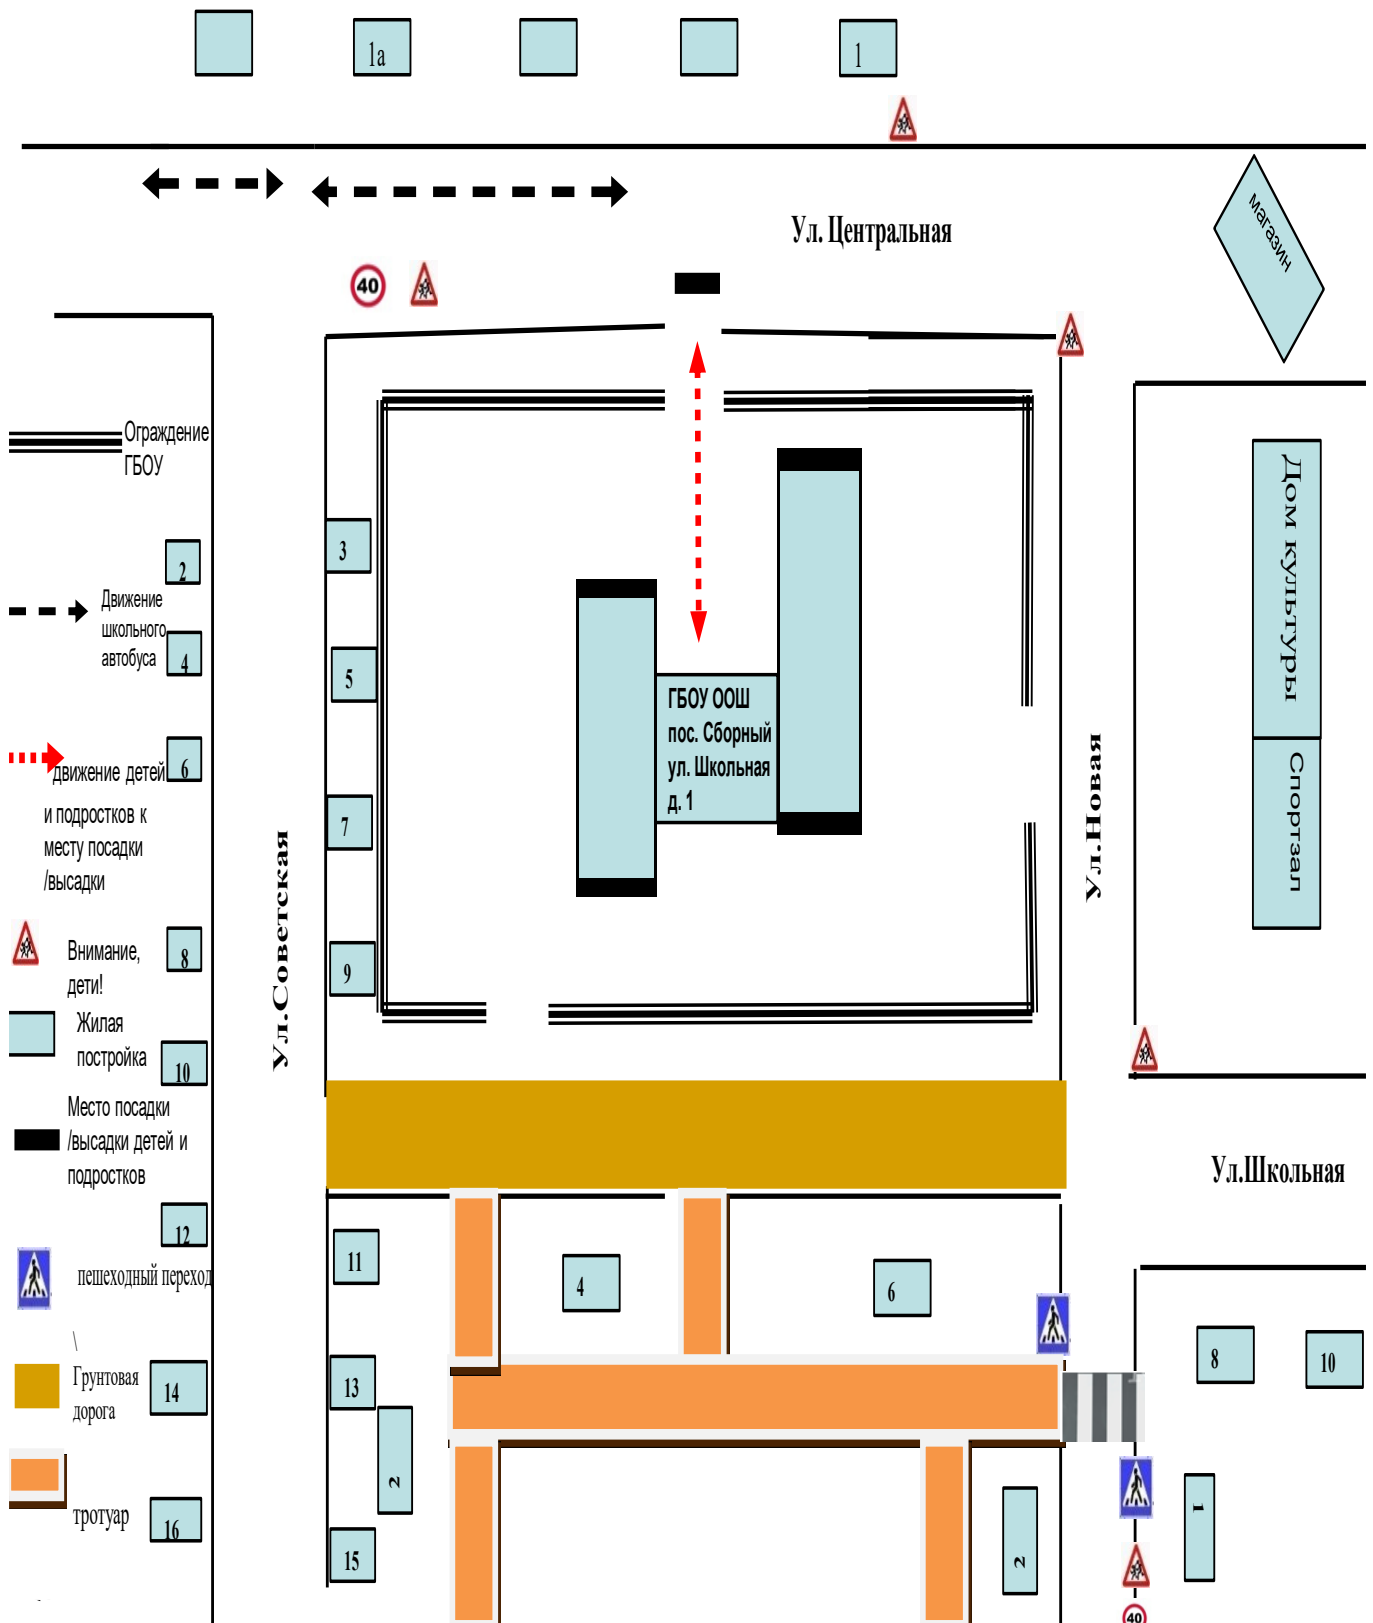 1а
1
Ул. Центральная
магазин
40
Ограждение
ГБОУ
2
Движение
школьного
автобуса
4
6
движение детей
и подростков к
месту посадки
/высадки
8
Внимание,
дети!
Жилая
постройка
10
Место посадки
/высадки детей и
подростков
12
пешеходный переход
\
Грунтовая
дорога
14
тротуар
16
Ул.Советская
3
5
7
9
ГБОУ ООШ
пос. Сборный
ул. Школьная
д. 1
Ул.Новая
Дом культуры
Спортзал
Ул.Школьная
11
4
6
13
2
15
8
10
2
1
40